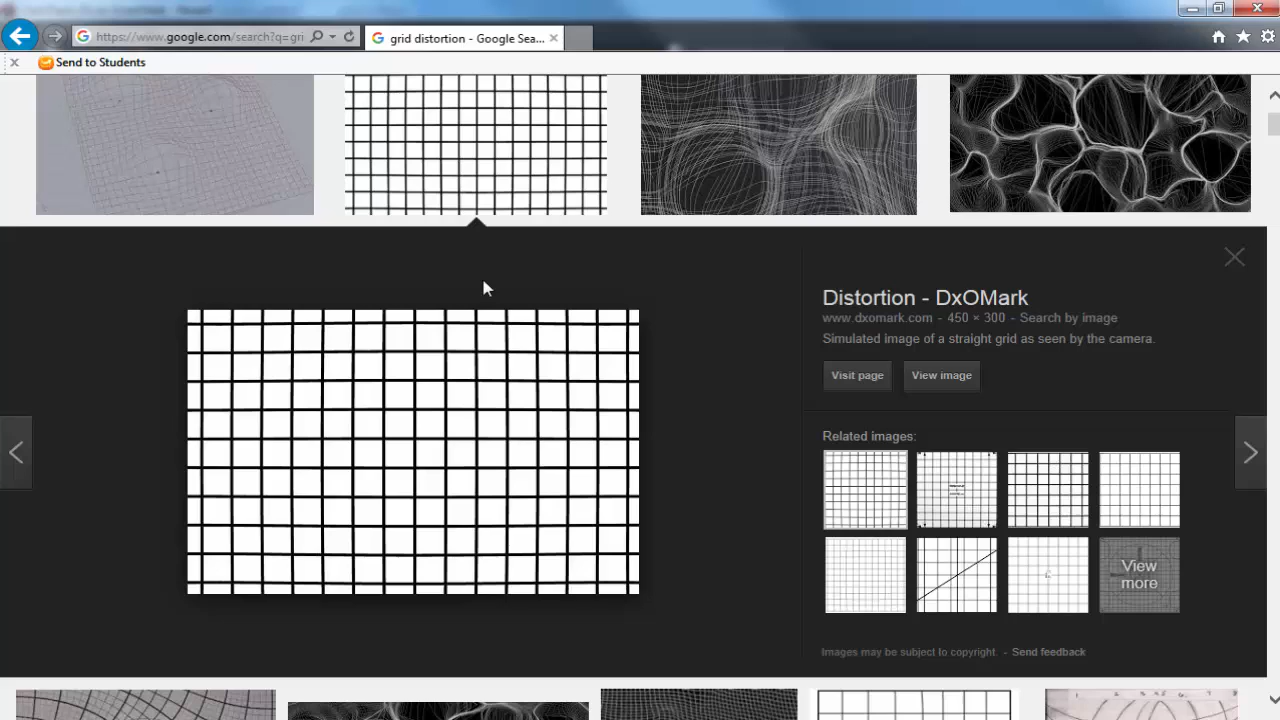 https://www.google.com/search?q=gri
grid distortion - Google Sea...
Send to Students
Distortion - DxOMark
www.dxomark.com - 450 × 300 - Search by image
Simulated image of a straight grid as seen by the camera.
Visit page
View image
Related images:
View
more
Images may be subject to copyright. - Send feedback